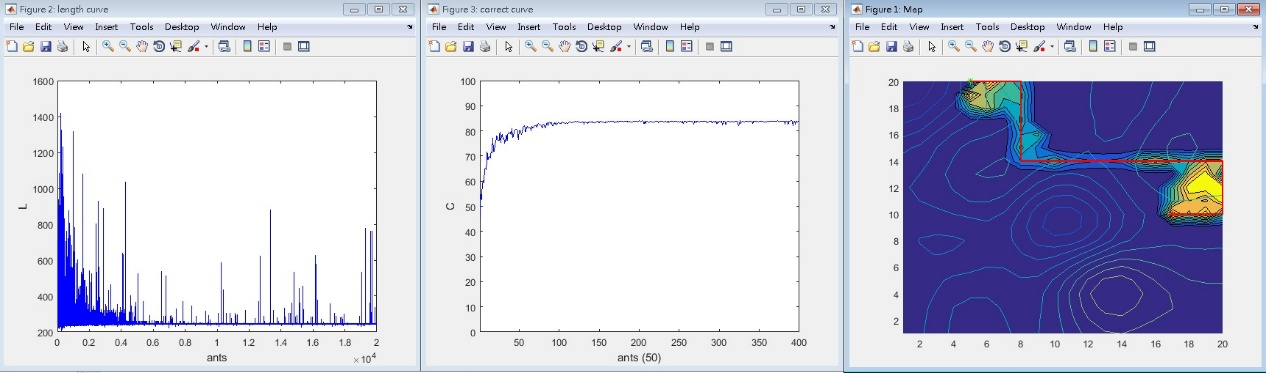 Figure 2: length curve
File Edit View Insert Tools Desktop Window Help
1600
1400
1200
1000
800
600
400
200
L
0 0.2 0.4 0.6 0.8 1 1.2 1.4 1.6 1.8 2
ants
×10⁴
Figure 3: correct curve
File Edit View Insert Tools Desktop Window Help
100
90
80
70
60
50
40
30
20
10
0
C
50 100 150 200 250 300 350 400
ants (50)
Figure 1: Map
File Edit View Insert Tools Desktop Window Help
20
18
16
14
12
10
8
6
4
2
2 4 6 8 10 12 14 16 18 20